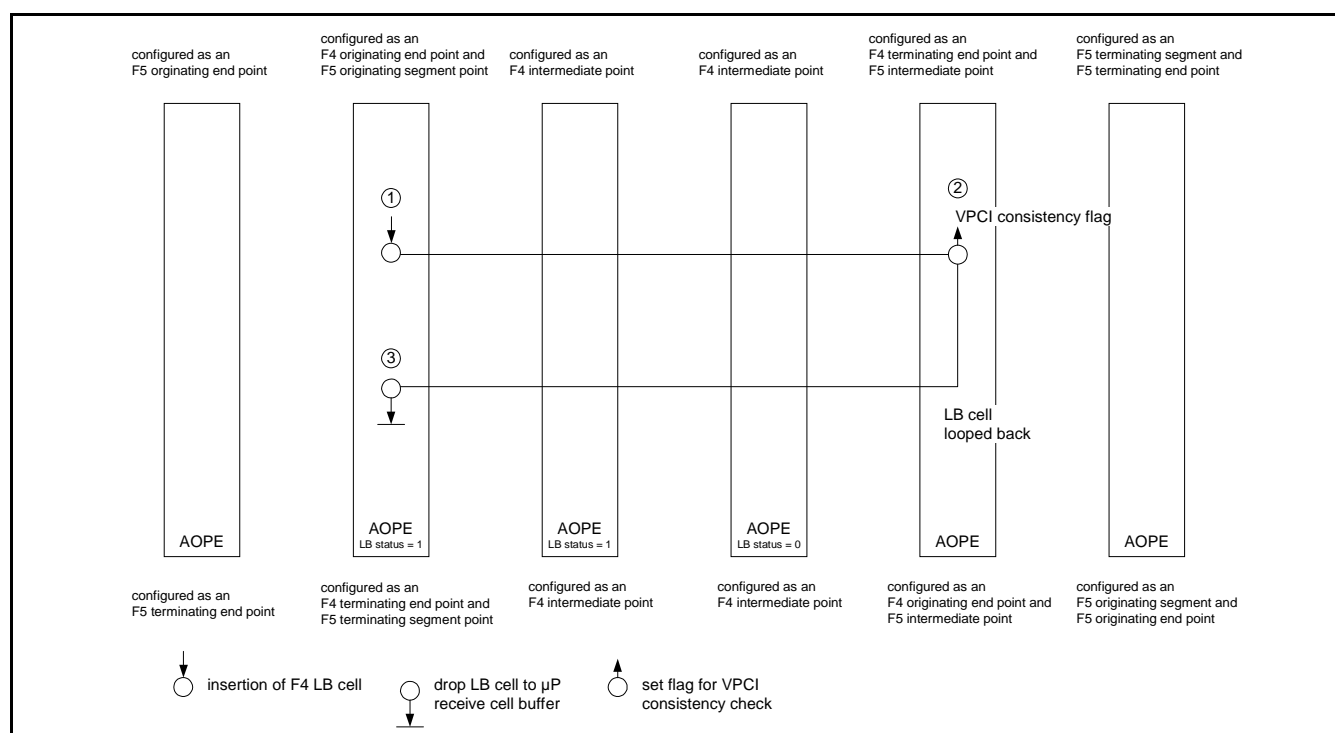 configured as an
F5 orginating end point
configured as an
F4 originating end point and
F5 originating segment point
configured as an
F4 intermediate point
configured as an
F4 intermediate point
configured as an
F4 terminating end point and
F5 intermediate point
configured as an
F5 terminating segment and
F5 terminating end point
1
2
VPCI consistency flag
3
LB cell
looped back
AOPE
AOPE
LB status = 1
AOPE
LB status = 1
AOPE
LB status = 0
AOPE
AOPE
configured as an
F5 terminating end point
configured as an
F4 terminating end point and
F5 terminating segment point
configured as an
F4 intermediate point
configured as an
F4 intermediate point
configured as an
F4 originating end point and
F5 intermediate point
configured as an
F5 originating segment and
F5 originating end point
insertion of F4 LB cell
drop LB cell to µP
receive cell buffer
set flag for VPCI
consistency check